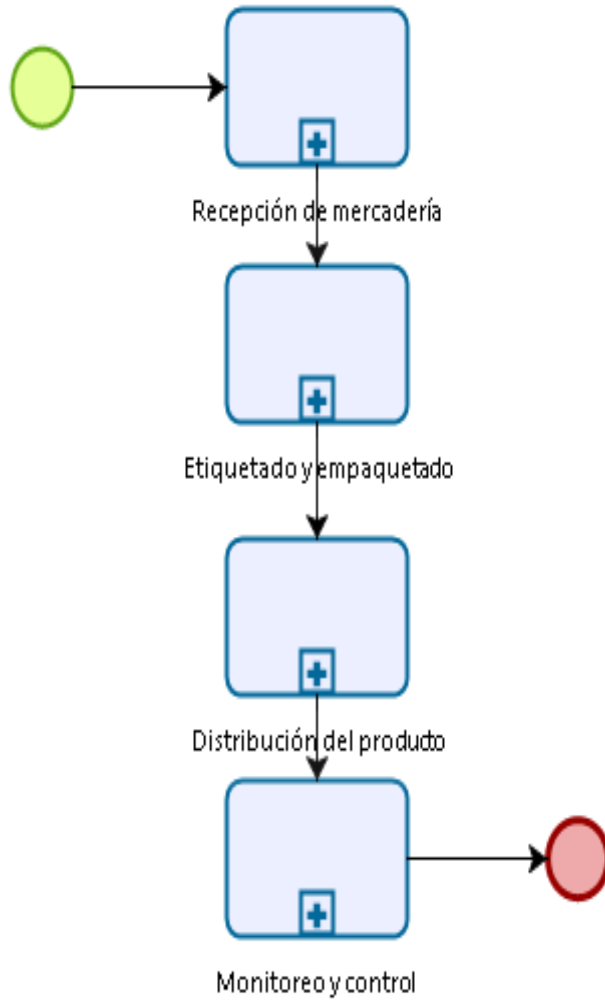 Recepción de mercadería
Etiquetado y empaquetado
Distribución del producto
Monitoreo y control